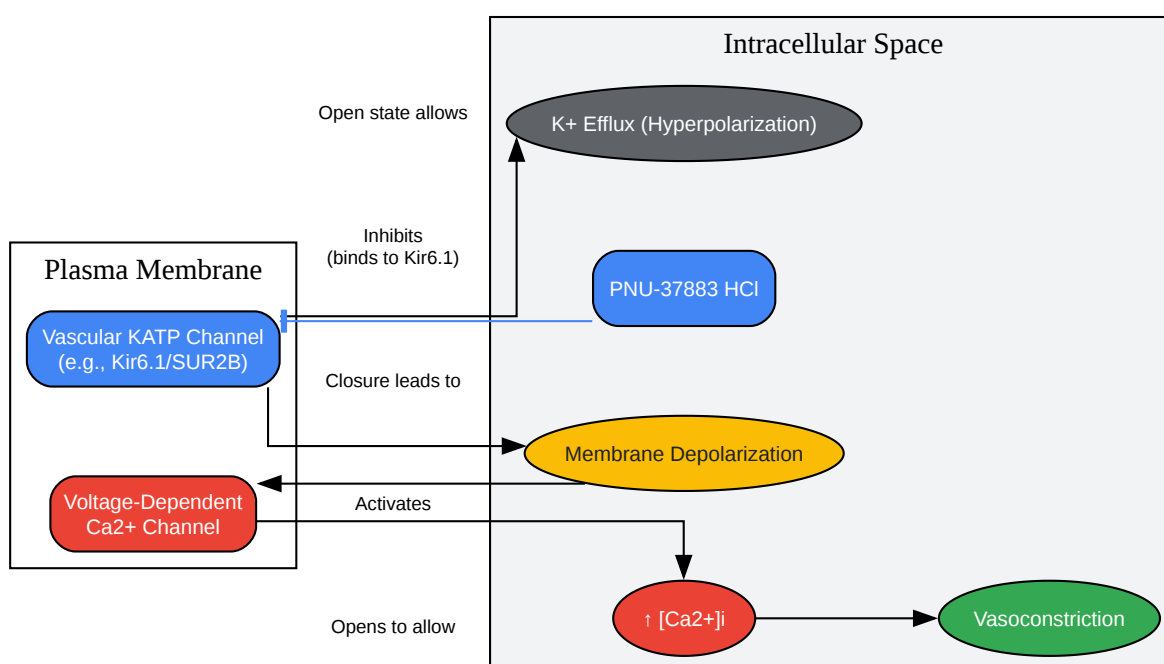 Intracellular Space
Open state allows
K+ Efflux (Hyperpolarization)
Inhibits
(binds to Kir6.1)
PNU-37883 HCl
Plasma Membrane
Vascular KATP Channel
(e.g., Kir6.1/SUR2B)
Closure leads to
Membrane Depolarization
Voltage-Dependent
Ca2+ Channel
Activates
Opens to allow
↑ [Ca2+]i
Vasoconstriction